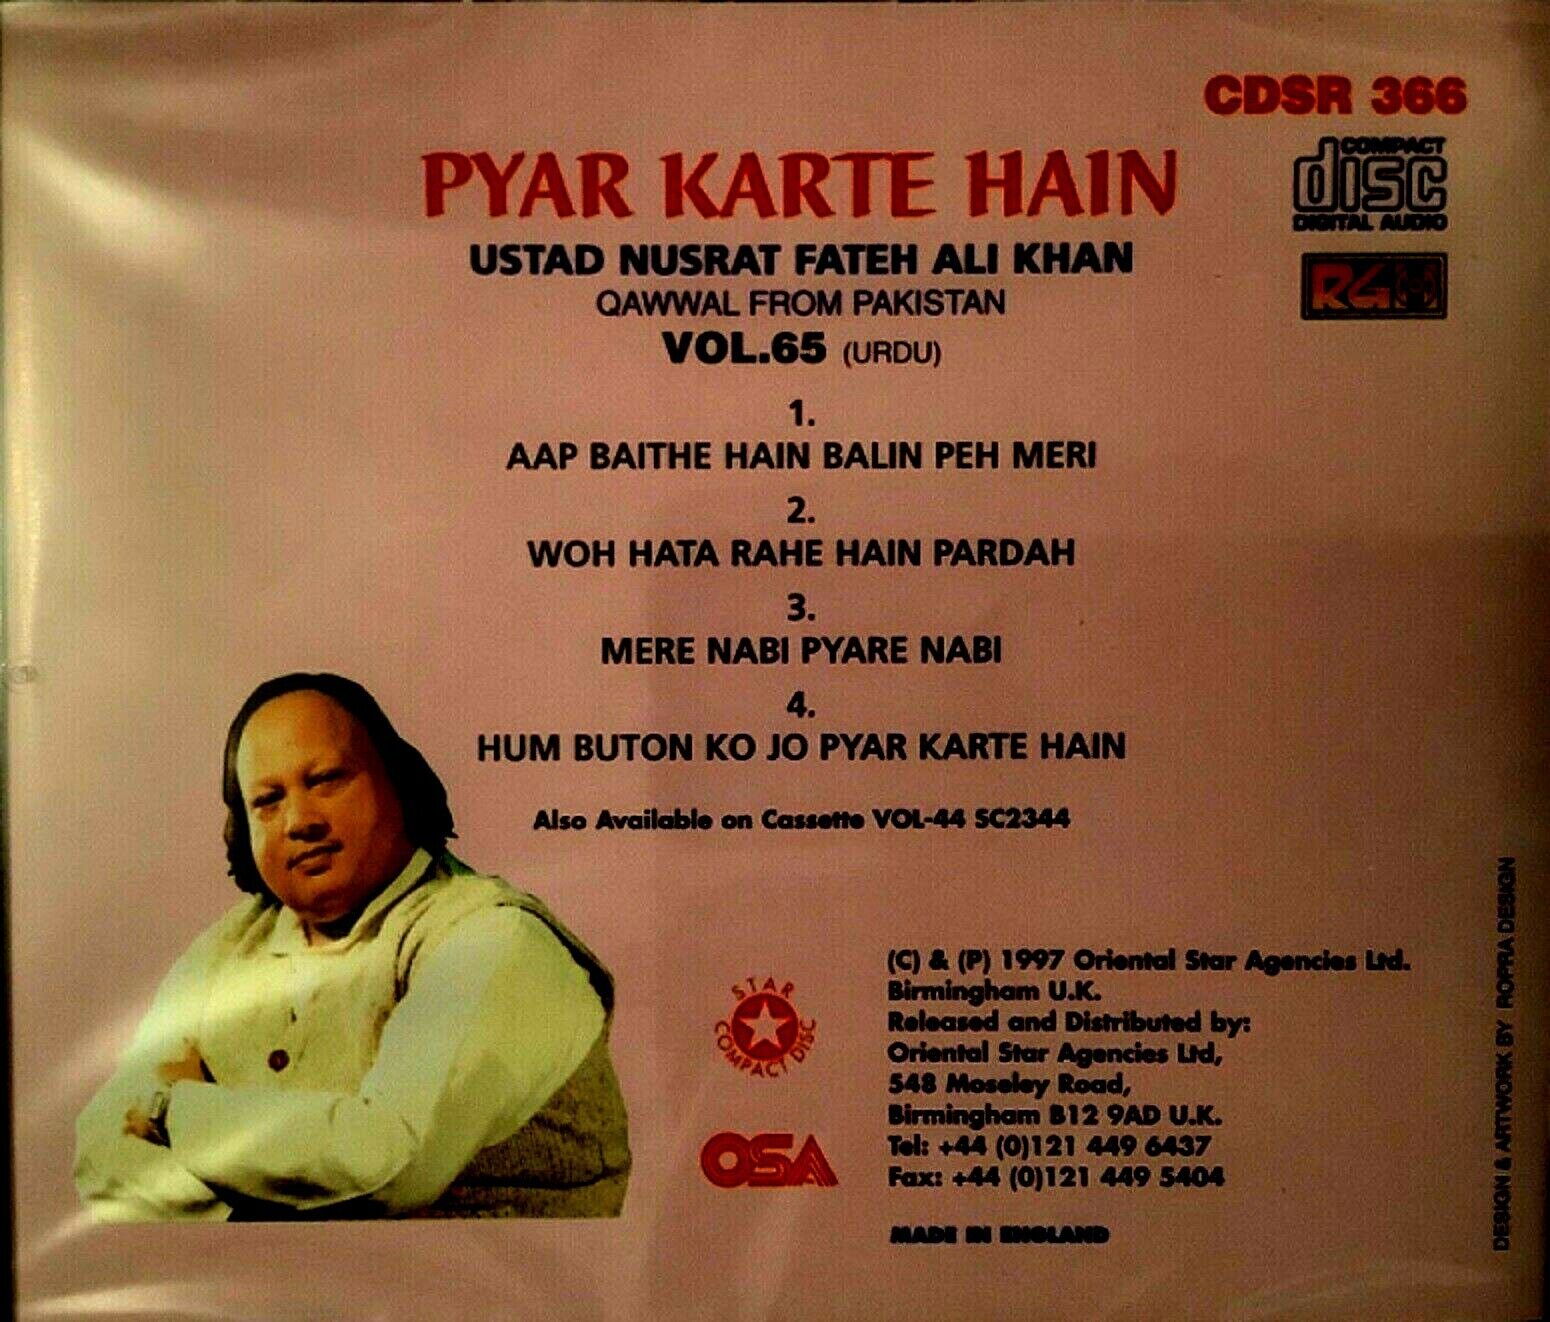 CDSR 366
COMPACT
disc
DIGITAL AUDIO
RG
PYAR KARTE HAIN
USTAD NUSRAT FATEH ALI KHAN
QAWWAL FROM PAKISTAN
VOL.65 (URDU)
1.
AAP BAITHE HAIN BALIN PEH MERI
2.
WOH HATA RAHE HAIN PARDAH
3.
MERE NABI PYARE NABI
4.
HUM BUTON KO JO PYAR KARTE HAIN
Also Available on Cassette VOL-44 SC2344
STAR
COMPACT DISC
OSA
(C) & (P) 1997 Oriental Star Agencies Ltd.
Birmingham U.K.
Released and Distributed by:
Oriental Star Agencies Ltd,
548 Moseley Road,
Birmingham B12 9AD U.K.
Tel: +44 (0)121 449 6437
Fax: +44 (0)121 449 5404
MADE IN ENGLAND
DESIGN & ARTWORK BY ROPRA DESIGN